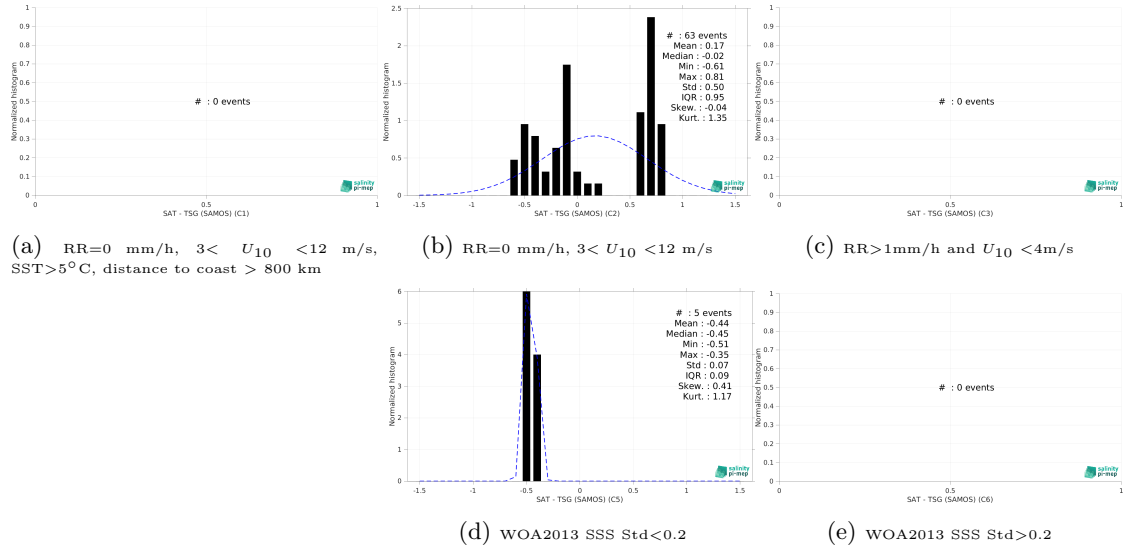 1
0.9
0.8
0.7
0.6
0.5
0.4
0.3
0.2
0.1
0
Normalized histogram
# : 0 events
salinity
pi-mep
0 0.5 1
SAT - TSG (SAMOS) (C1)
(a) RR=0 mm/h, 3< U10 <12 m/s,
SST>5°C, distance to coast > 800 km
2.5
2
1.5
1
0.5
0
Normalized histogram
# : 63 events
Mean : 0.17
Median : -0.02
Min : -0.61
Max : 0.81
Std : 0.50
IQR : 0.95
Skew. : -0.04
Kurt. : 1.35
salinity
pi-mep
-1.5 -1 -0.5 0 0.5 1 1.5
SAT - TSG (SAMOS) (C2)
(b) RR=0 mm/h, 3< U10 <12 m/s
1
0.9
0.8
0.7
0.6
0.5
0.4
0.3
0.2
0.1
0
Normalized histogram
# : 0 events
salinity
pi-mep
0 0.5 1
SAT - TSG (SAMOS) (C3)
(c) RR>1mm/h and U10 <4m/s
6
5
4
3
2
1
0
Normalized histogram
# : 5 events
Mean : -0.44
Median : -0.45
Min : -0.51
Max : -0.35
Std : 0.07
IQR : 0.09
Skew. : 0.41
Kurt. : 1.17
salinity
pi-mep
-1.5 -1 -0.5 0 0.5 1 1.5
SAT - TSG (SAMOS) (C5)
(d) WOA2013 SSS Std<0.2
1
0.9
0.8
0.7
0.6
0.5
0.4
0.3
0.2
0.1
0
Normalized histogram
# : 0 events
salinity
pi-mep
0 0.5 1
SAT - TSG (SAMOS) (C6)
(e) WOA2013 SSS Std>0.2